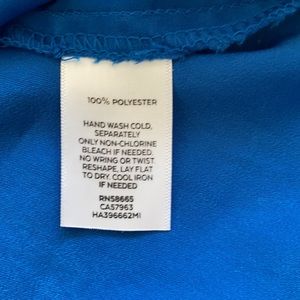 100% POLYESTER
HAND WASH COLD,
SEPARATELY
ONLY NON-CHLORINE
BLEACH IF NEEDED.
NO WRING OR TWIST.
RESHAPE, LAY FLAT
TO DRY. COOL IRON
IF NEEDED
RN58665
CA57963
HA396662MI